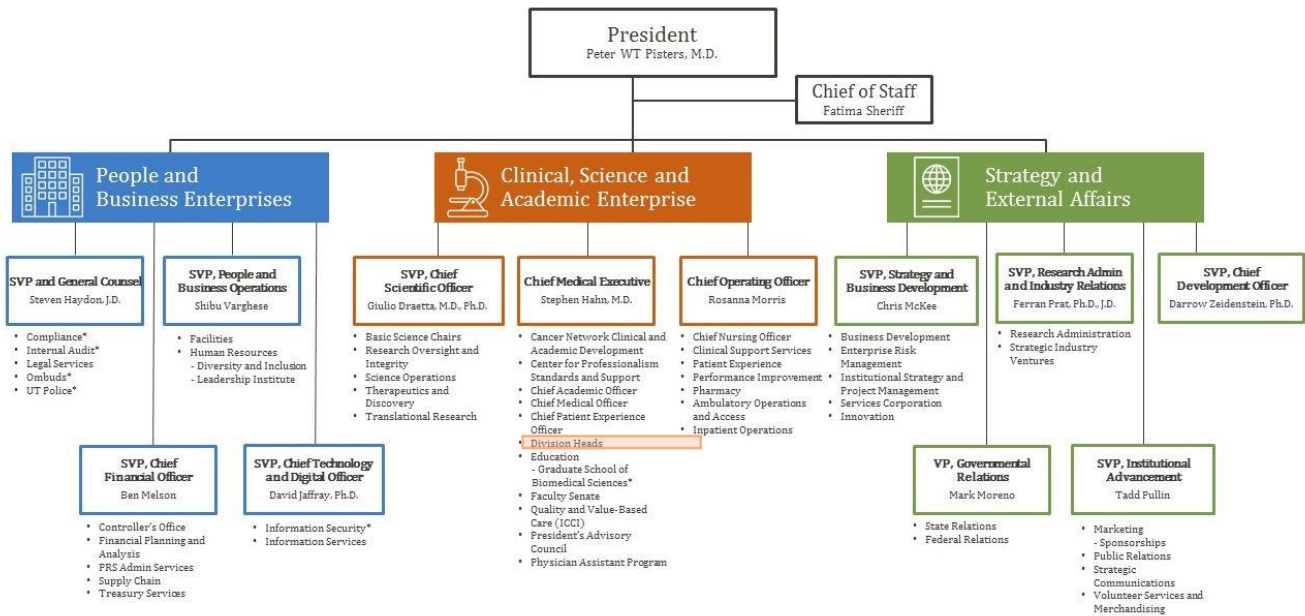 President
Peter WT Pisters, M.D.
Chief of Staff
Fatima Sheriff
People and
Business Enterprises
Clinical, Science and
Academic Enterprise
Strategy and
External Affairs
SVP and General Counsel
Steven Haydon, J.D.
• Compliance*
• Internal Audit*
• Legal Services
• Ombuds*
• UT Police*
SVP, People and
Business Operations
Shibu Varghese
• Facilities
• Human Resources
- Diversity and Inclusion
- Leadership Institute
SVP, Chief
Scientific Officer
Giulio Draetta, M.D., Ph.D.
• Basic Science Chairs
• Research Oversight and
Integrity
• Science Operations
• Therapeutics and
Discovery
• Translational Research
Chief Medical Executive
Stephen Hahn, M.D.
• Cancer Network Clinical and
Academic Development
• Center for Professionalism
Standards and Support
• Chief Academic Officer
• Chief Medical Officer
• Chief Patient Experience
Officer
• Division Heads
• Education
- Graduate School of
Biomedical Sciences*
• Faculty Senate
• Quality and Value-Based
Care (ICCI)
• President's Advisory
Council
• Physician Assistant Program
Chief Operating Officer
Rosanna Morris
• Chief Nursing Officer
• Clinical Support Services
• Patient Experience
• Performance Improvement
• Pharmacy
• Ambulatory Operations
and Access
• Inpatient Operations
SVP, Strategy and
Business Development
Chris McKee
• Business Development
• Enterprise Risk
Management
• Institutional Strategy and
Project Management
• Services Corporation
• Innovation
SVP, Research Admin
and Industry Relations
Ferran Prat, Ph.D., J.D.
• Research Administration
• Strategic Industry
Ventures
SVP, Chief
Development Officer
Darrow Zeidenstein, Ph.D.
SVP, Chief
Financial Officer
Ben Melson
• Controller's Office
• Financial Planning and
Analysis
• PRS Admin Services
• Supply Chain
• Treasury Services
SVP, Chief Technology
and Digital Officer
David Jaffray, Ph.D.
• Information Security*
• Information Services
VP, Governmental
Relations
Mark Moreno
• State Relations
• Federal Relations
SVP, Institutional
Advancement
Tadd Pullin
• Marketing
- Sponsorships
• Public Relations
• Strategic
Communications
• Volunteer Services and
Merchandising